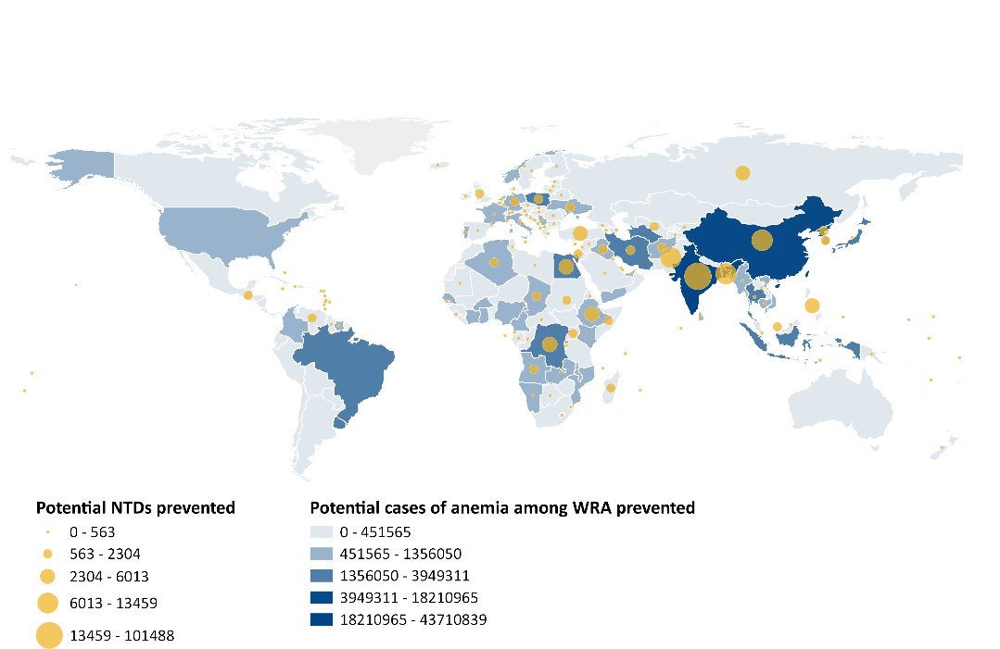 Potential NTDs prevented
0 - 563
563 - 2304
2304 - 6013
6013 - 13459
13459 - 101488
Potential cases of anemia among WRA prevented
0 - 451565
451565 - 1356050
1356050 - 3949311
3949311 - 18210965
18210965 - 43710839